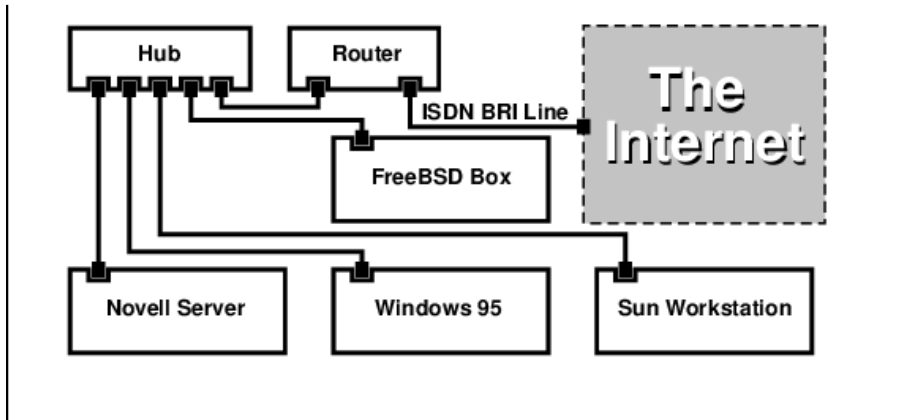 Hub
Router
The
Internet
ISDN BRI Line
FreeBSD Box
Novell Server
Windows 95
Sun Workstation